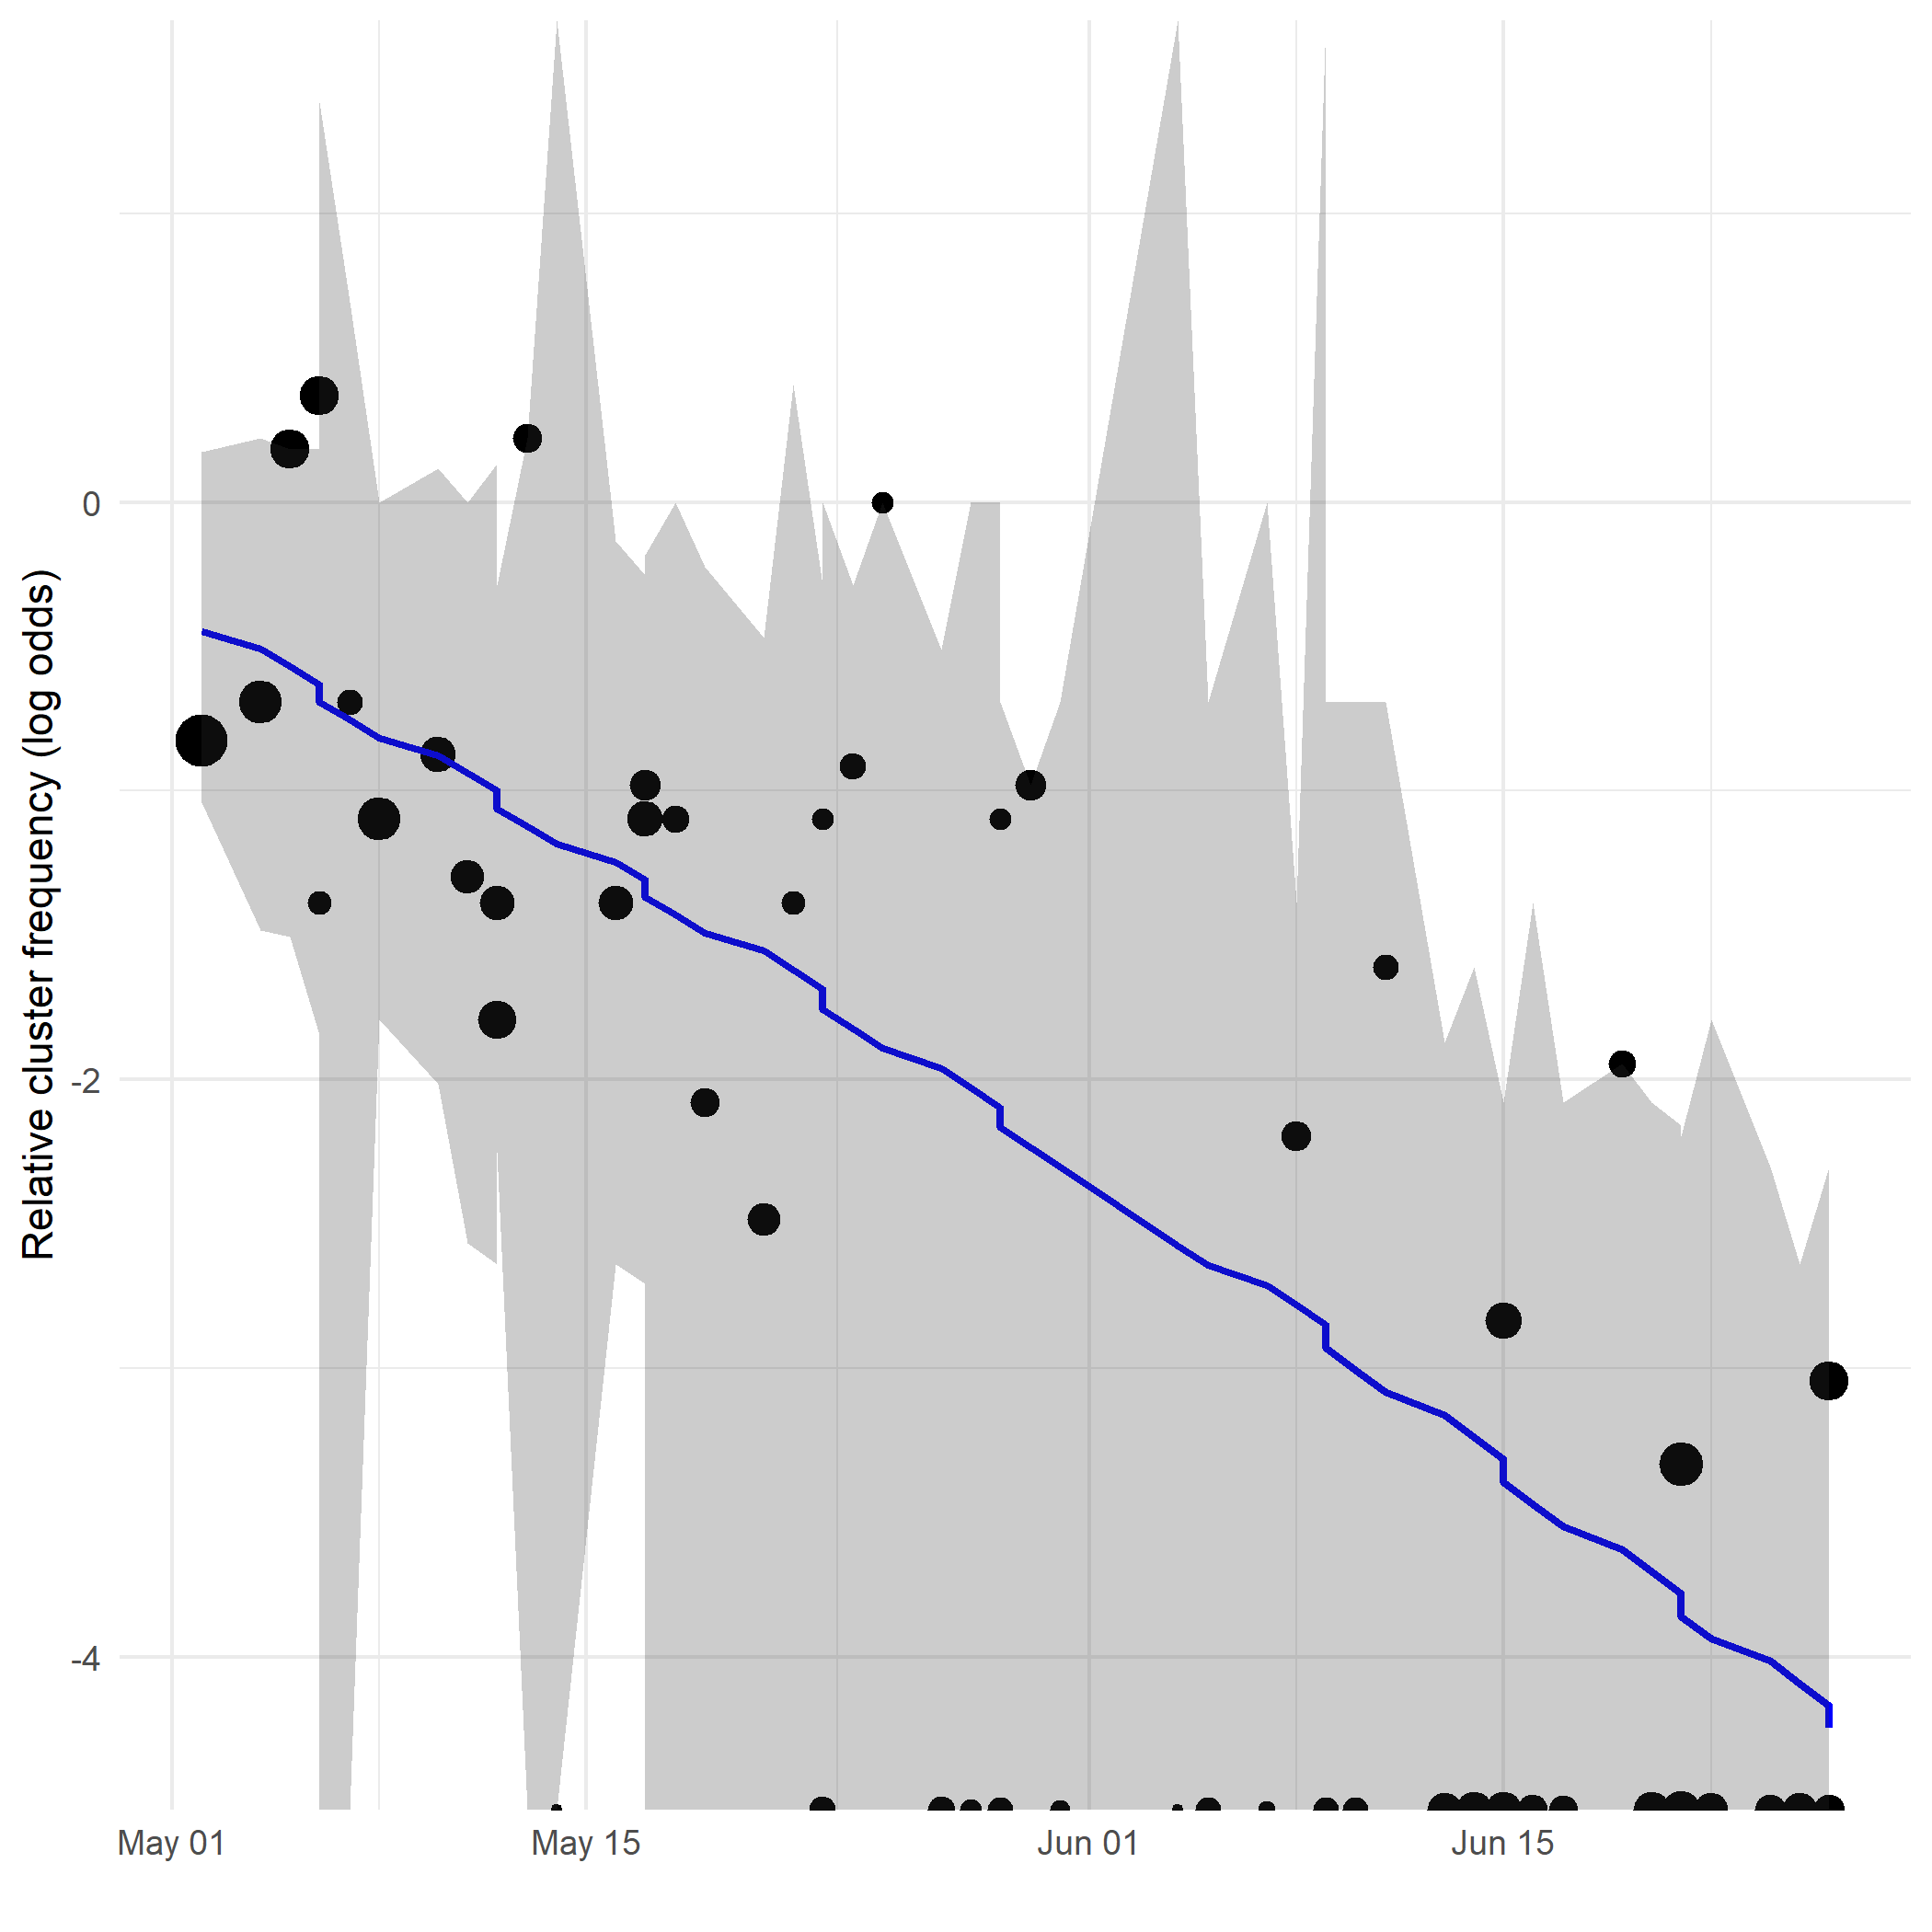 Relative cluster frequency (log odds)
0
-2
-4
May 01
May 15
Jun 01
Jun 15